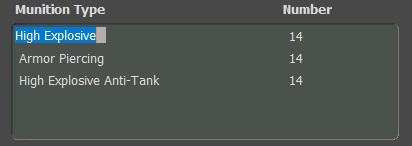 Munition Type Number
High Explosive 14
Armor Piercing 14
High Explosive Anti-Tank 14